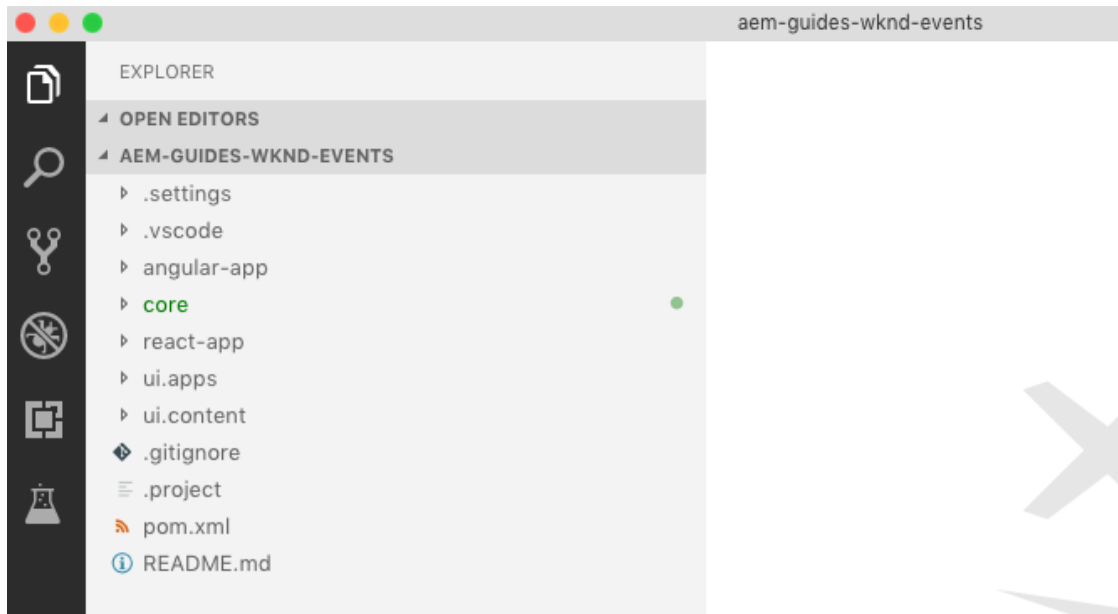 aem-guides-wknd-events
EXPLORER
OPEN EDITORS
AEM-GUIDES-WKND-EVENTS
.settings
.vscode
angular-app
core
react-app
ui.apps
ui.content
.gitignore
.project
pom.xml
README.md